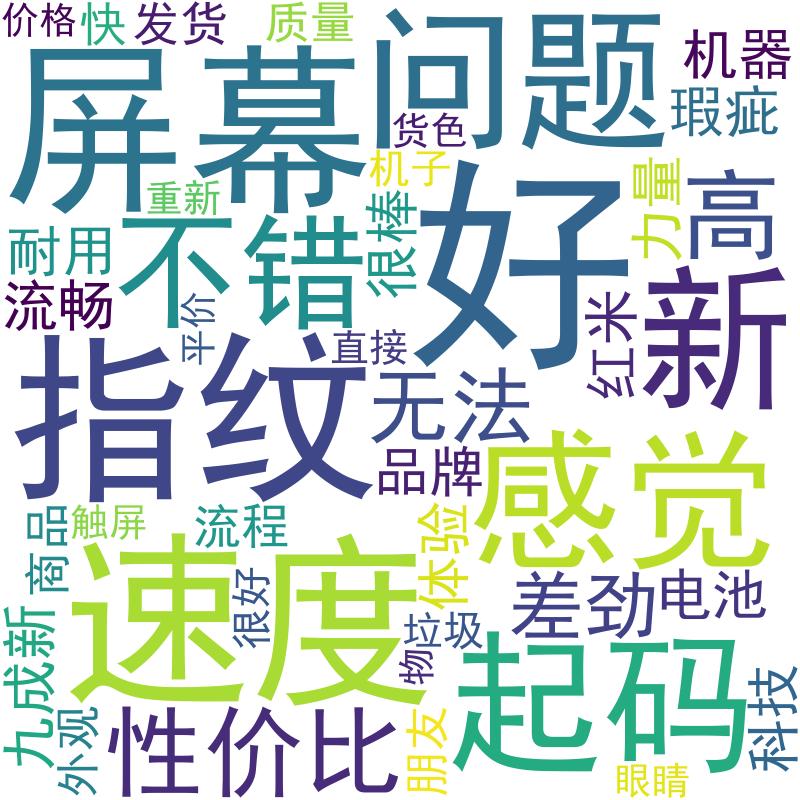 价格
快
发货
质量
问题
机器
屏幕
货色
瑕疵
机子
重新
好
力量
高
耐用
不错
很棒
流畅
平价
直接
红米
新
指纹
无法
品牌
感觉
商品
触屏
流程
体验
速度
很好
差劲
电池
九成新
垃圾
物
起码
科技
外观
性价比
朋友
眼睛